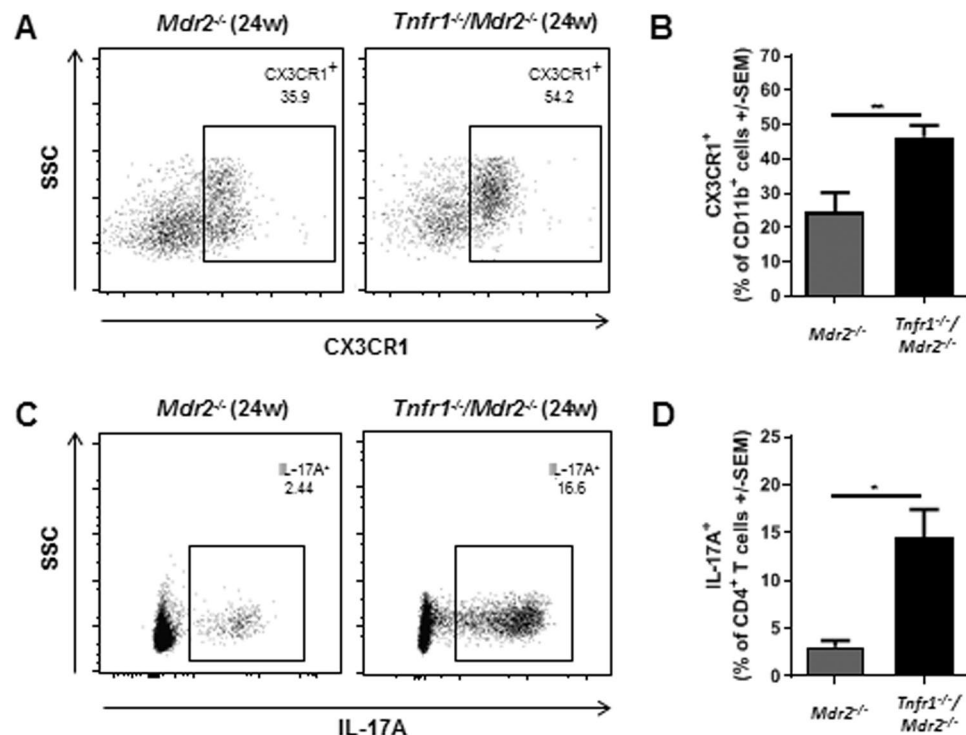 A
Mdr2-/- (24w)
Tnfr1-/-/Mdr2-/- (24w)
CX3CR1+
35.9
CX3CR1+
54.2
SSC
CX3CR1
B
CX3CR1+
(% of CD11b+ cells +/-SEM)
70
60
50
40
30
20
10
0
**
Mdr2-/-
Tnfr1-/-/
Mdr2-/-
C
Mdr2-/- (24w)
Tnfr1-/-/Mdr2-/- (24w)
IL-17A+
2.44
IL-17A+
16.6
SSC
IL-17A
D
IL-17A+
(% of CD4+ T cells +/-SEM)
25
20
15
10
5
0
*
Mdr2-/-
Tnfr1-/-/
Mdr2-/-